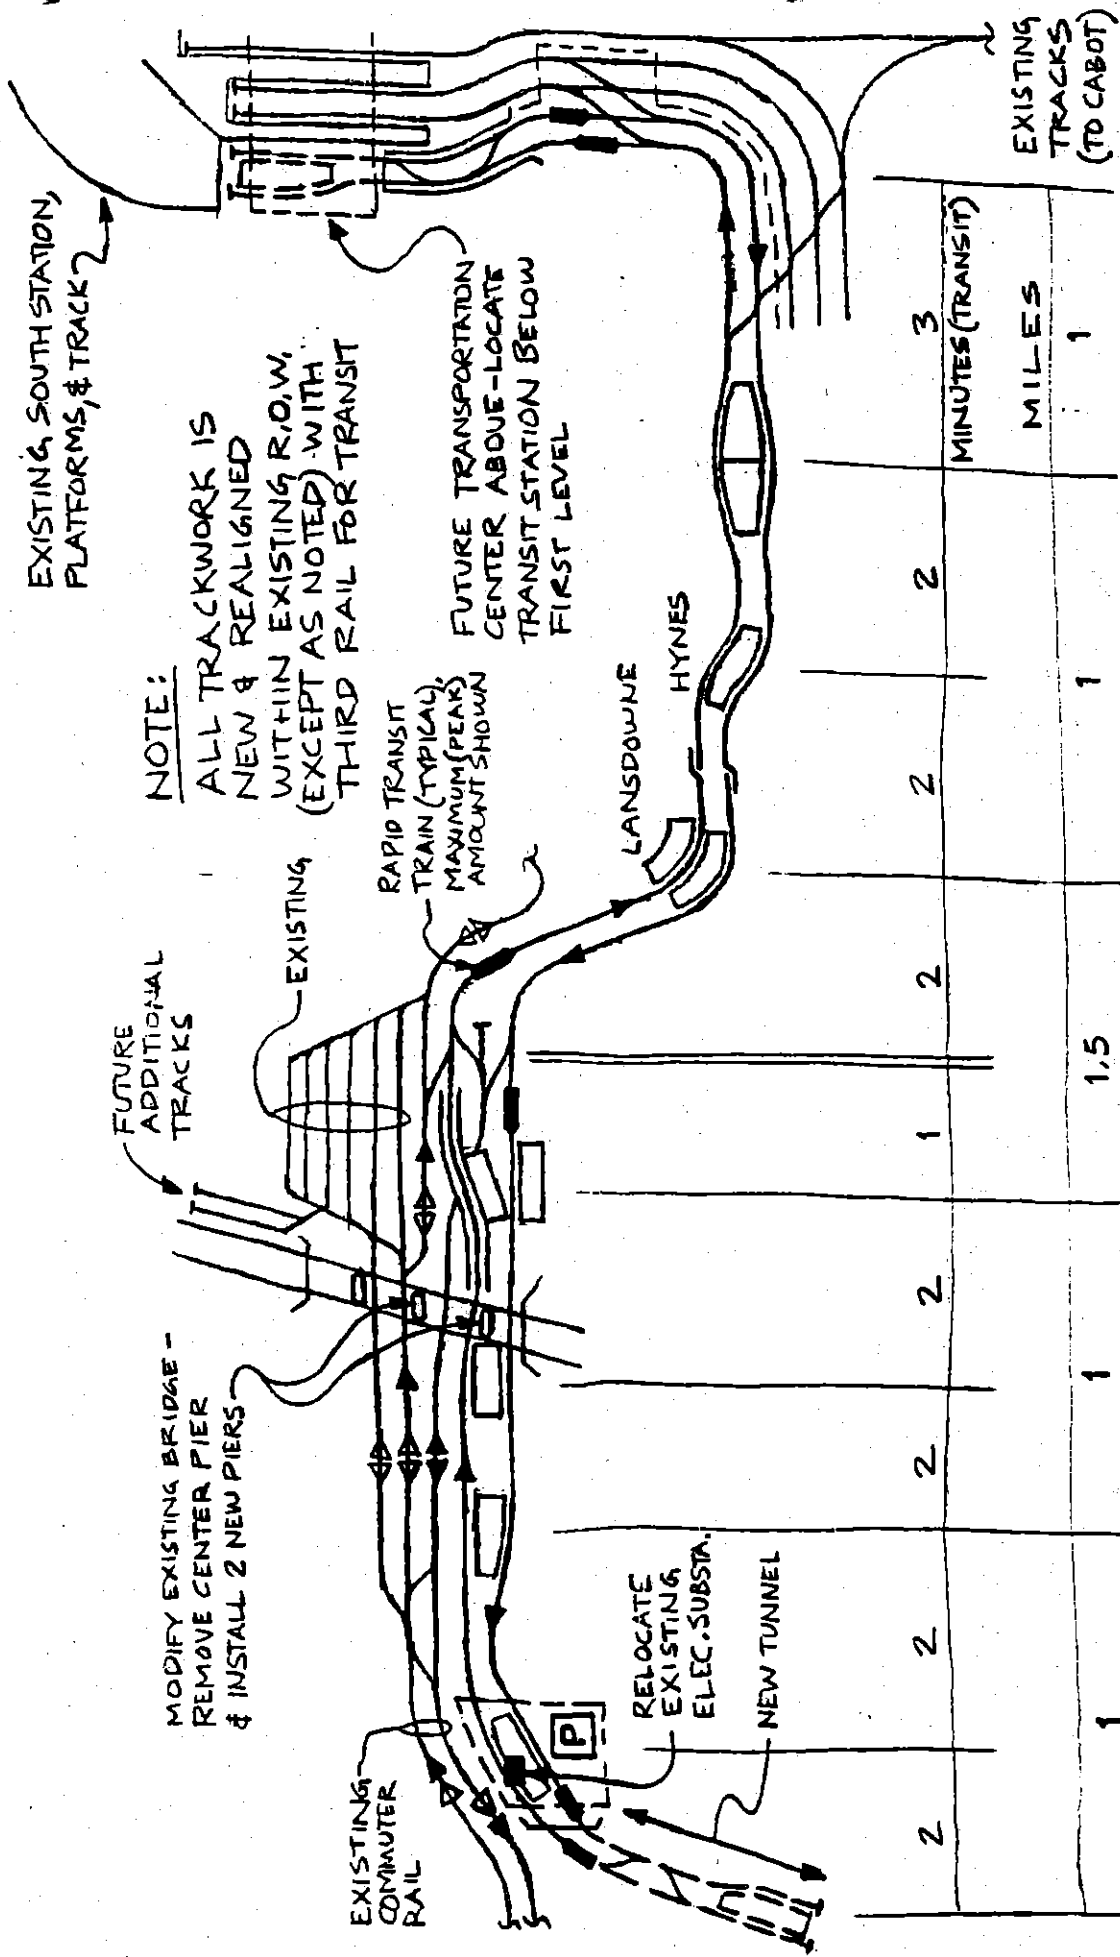 EXISTING SOUTH STATION,
PLATFORMS, & TRACK
NOTE:
ALL TRACKWORK IS
NEW & REALIGNED
WITHIN EXISTING R.O.W.
(EXCEPT AS NOTED) WITH
THIRD RAIL FOR TRANSIT
FUTURE TRANSPORTATION
CENTER ABOVE-LOCATE
TRANSIT STATION BELOW
FIRST LEVEL
RAPID TRANSIT
TRAIN (TYPICAL),
MAXIMUM (PEAK)
AMOUNT SHOWN
EXISTING
FUTURE
ADDITIONAL
TRACKS
MODIFY EXISTING BRIDGE-
REMOVE CENTER PIER
& INSTALL 2 NEW PIERS
EXISTING
COMMUTER
RAIL
P
RELOCATE
EXISTING
ELEC. SUBSTA.
NEW TUNNEL
LANSDOWNE
HYNES
EXISTING
TRACKS
(TO CABOT)
2 2 2 2 1 2 2 2 3
MINUTES (TRANSIT)
MILES
1 1 1.5 1 1